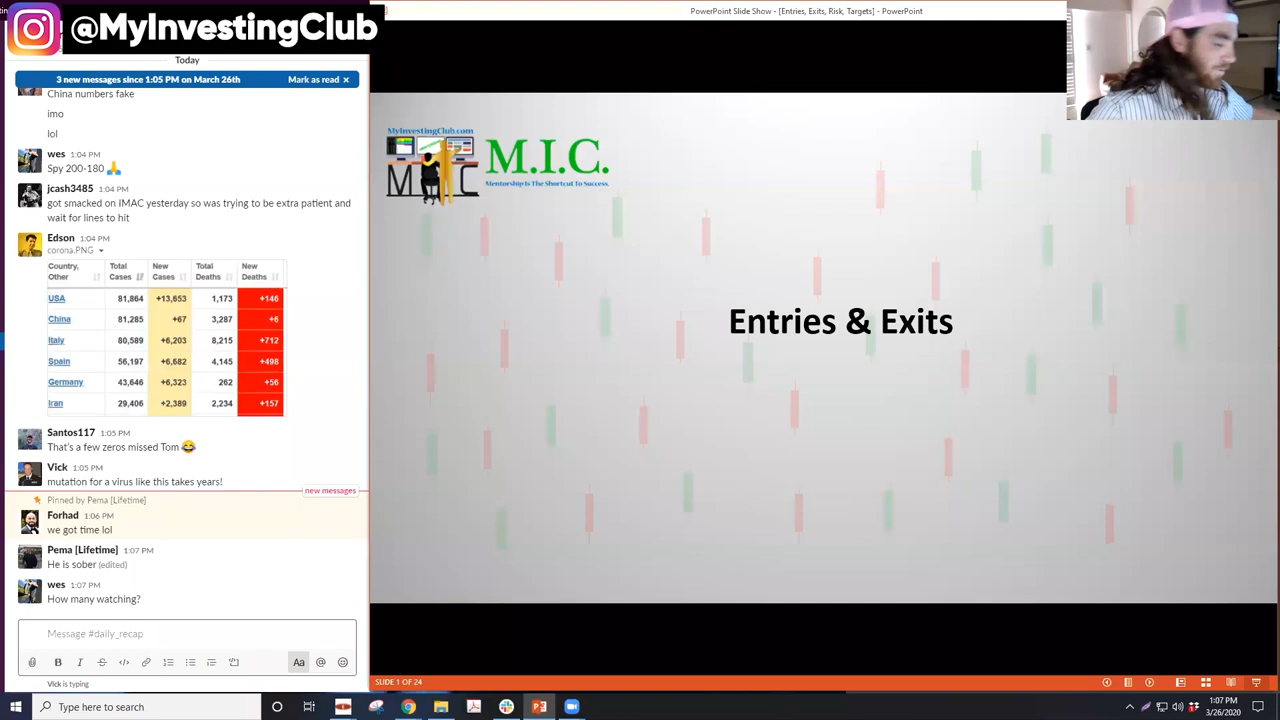 @MyInvestingClub
PowerPoint Slide Show - [Entries, Exits, Risk, Targets] - PowerPoint
Today
3 new messages since 1:05 PM on March 26th Mark as read ×
China numbers fake
imo
lol
wes 1:04 PM
Spy 200-180 🙏
jcash3485 1:04 PM
got smacked on IMAC yesterday so was trying to be extra patient and
wait for lines to hit
Edson 1:04 PM
corona.PNG
Country, Other Total Cases New Cases Total Deaths New Deaths
USA 81,864 +13,653 1,173 +146
China 81,285 +67 3,287 +6
Italy 80,589 +6,203 8,215 +712
Spain 56,197 +6,682 4,145 +498
Germany 43,646 +6,323 262 +56
Iran 29,406 +2,389 2,234 +157
Santos117 1:05 PM
That's a few zeros missed Tom 😂
Vick 1:05 PM
mutation for a virus like this takes years!
new messages
Pinned by Pema [Lifetime]
Forhad 1:06 PM
we got time lol
Pema [Lifetime] 1:07 PM
He is sober (edited)
wes 1:07 PM
How many watching?
Message #daily_recap
B I S Aa @
Vick is typing
MyInvestingClub.com
MIC
M.I.C.
Mentorship Is The Shortcut To Success.
Entries & Exits
SLIDE 1 OF 24
Type here to search
1:07 PM
3/26/2020